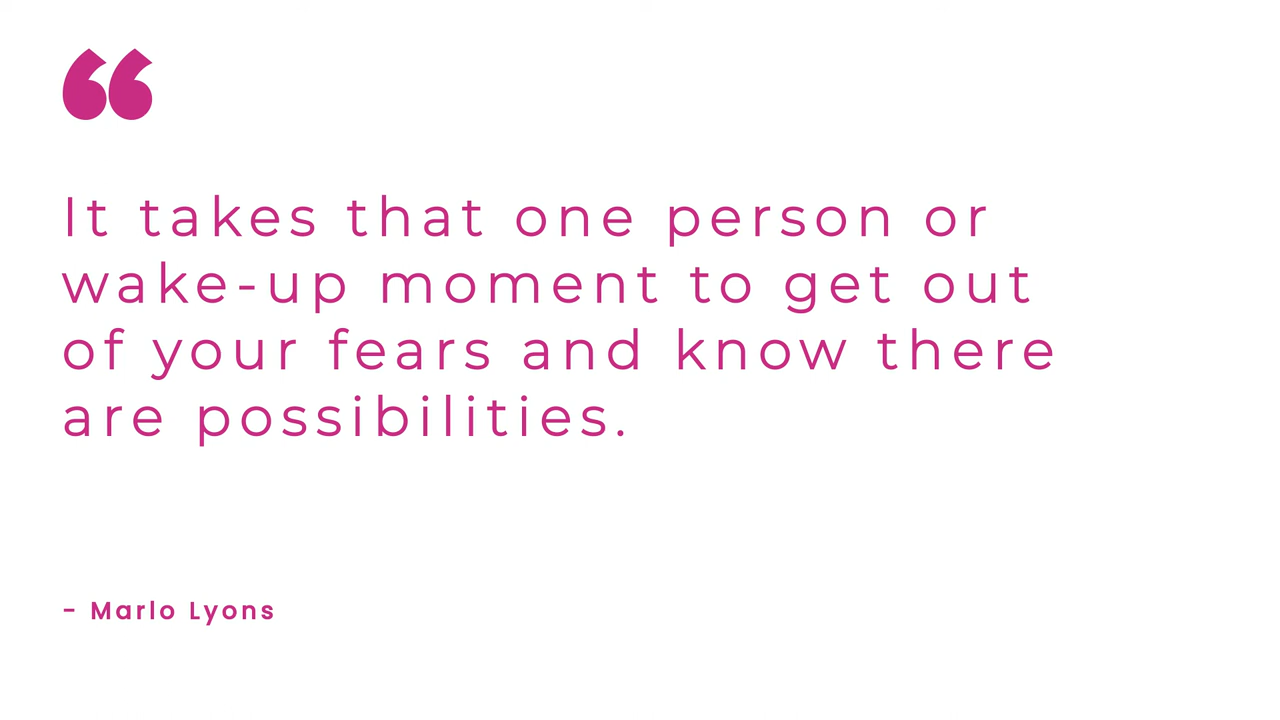 “
It takes that one person or
wake-up moment to get out
of your fears and know there
are possibilities.
- Marlo Lyons